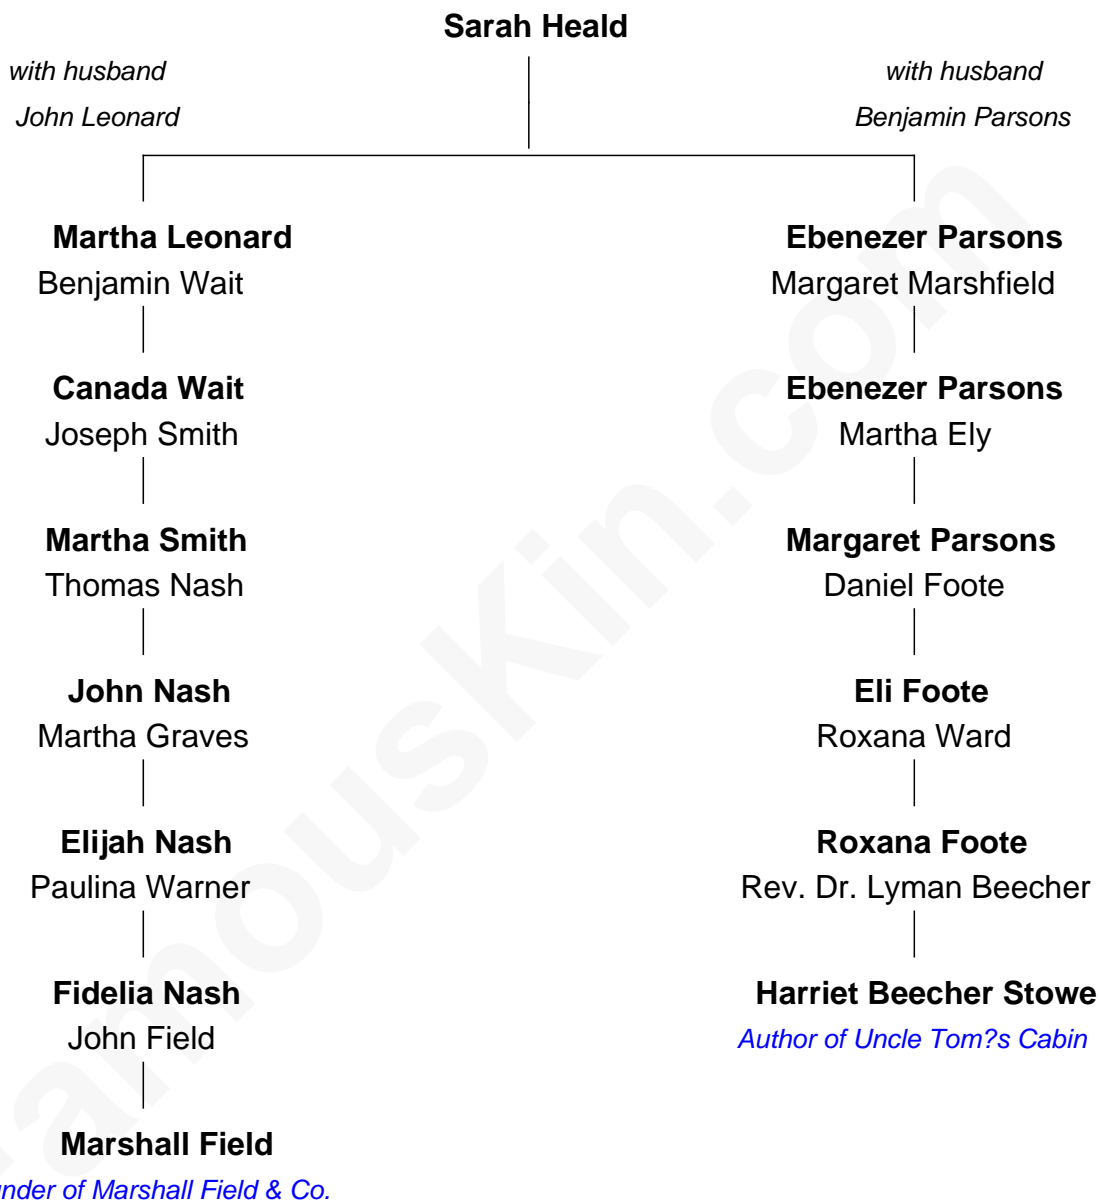 Sarah Heald
with husband
John Leonard
with husband
Benjamin Parsons
Martha Leonard
Benjamin Wait
Canada Wait
Joseph Smith
Martha Smith
Thomas Nash
John Nash
Martha Graves
Elijah Nash
Paulina Warner
Fidelia Nash
John Field
Marshall Field
under of Marshall Field & Co.
Ebenezer Parsons
Margaret Marshfield
Ebenezer Parsons
Martha Ely
Margaret Parsons
Daniel Foote
Eli Foote
Roxana Ward
Roxana Foote
Rev. Dr. Lyman Beecher
Harriet Beecher Stowe
Author of Uncle Tom?s Cabin
amouskin.com